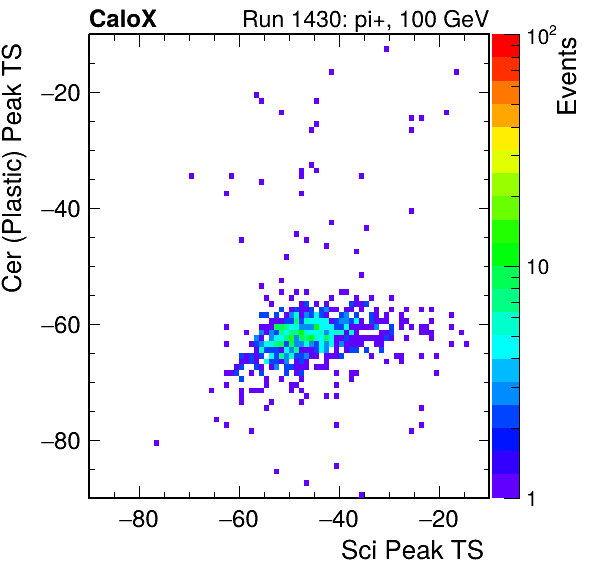 CaloX Run 1430: pi+, 100 GeV
Cer (Plastic) Peak TS
−20
−40
−60
−80
−80 −60 −40 −20
Sci Peak TS
10²
10
1
Events